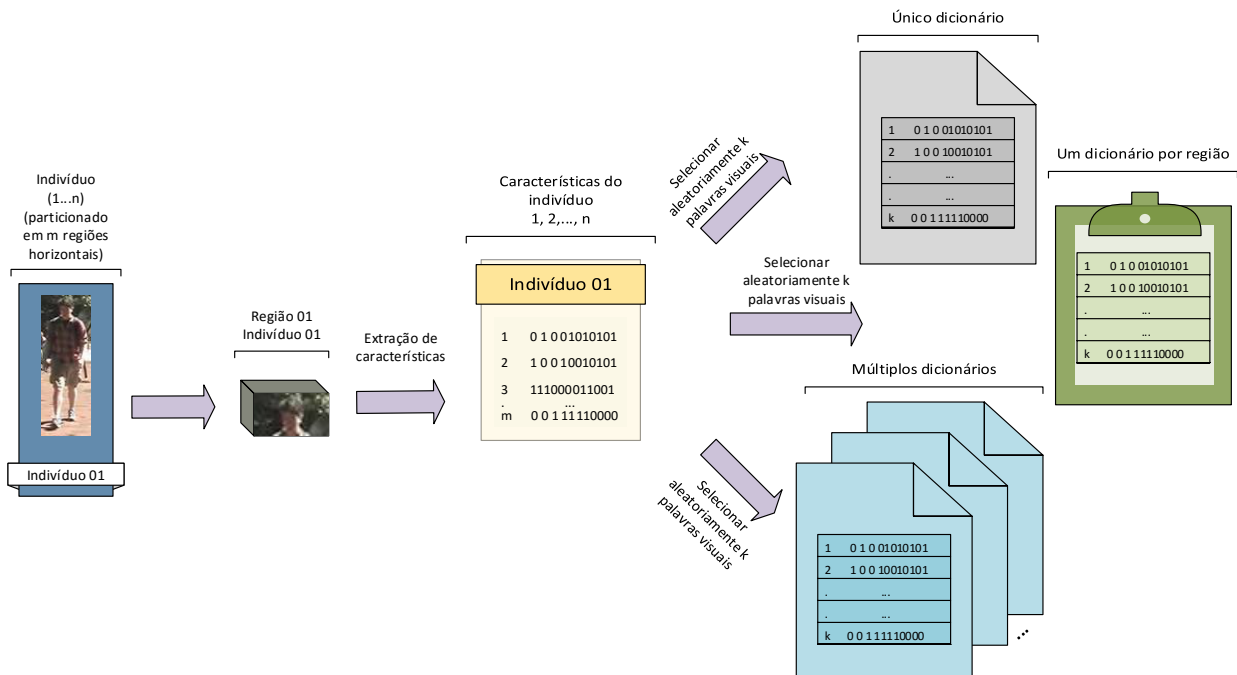 Indivíduo
(1...n)
(particionado
em m regiões
horizontais)
Indivíduo 01
Região 01
Indivíduo 01
Extração de
características
Características do
indivíduo
1, 2,..., n
Indivíduo 01
1 0 1 0 01010101
2 1 0 0 10010101
3 111000011001
. ...
m 0 0 1 11110000
Selecionar
aleatoriamente k
palavras visuais
Selecionar
aleatoriamente k
palavras visuais
Selecionar
aleatoriamente k
palavras visuais
Único dicionário
1 0 1 0 01010101
2 1 0 0 10010101
. ...
. ...
k 0 0 1 11110000
Um dicionário por região
1 0 1 0 01010101
2 1 0 0 10010101
. ...
. ...
k 0 0 1 11110000
Múltiplos dicionários
1 0 1 0 01010101
2 1 0 0 10010101
. ...
. ...
k 0 0 1 11110000
...